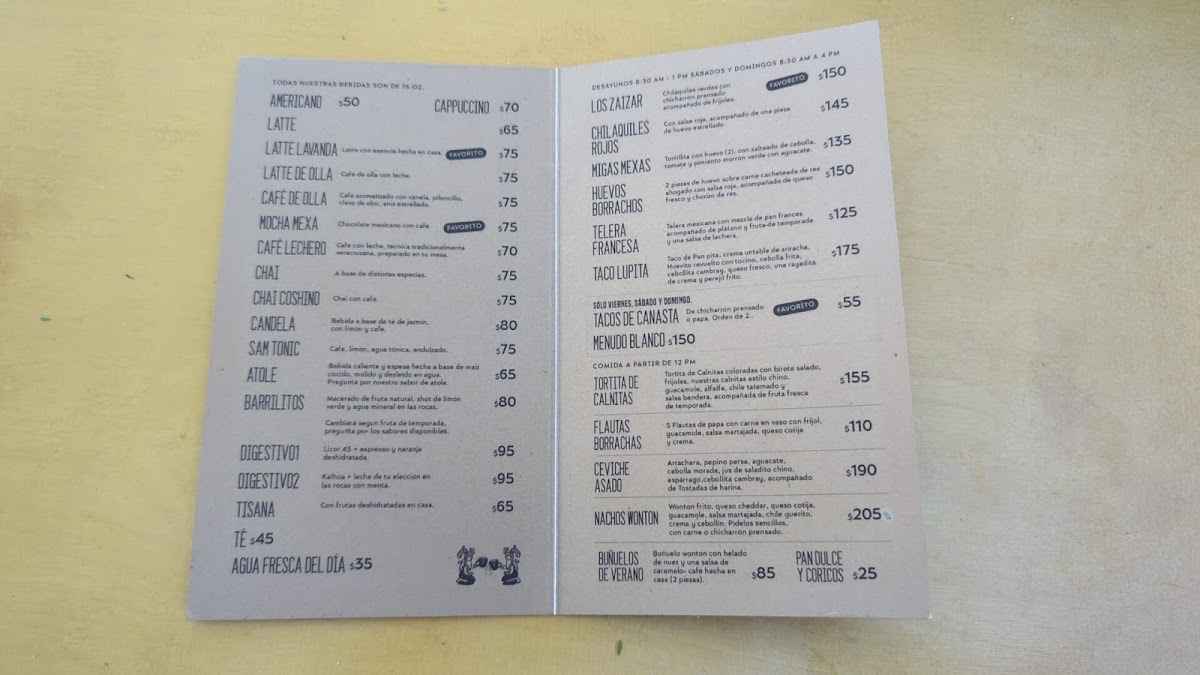 TODAS NUESTRAS BEBIDAS SON DE 16 OZ.
AMERICANO $50 CAPPUCCINO $70
LATTE $65
LATTE LAVANDA Latte con esencia hecha en casa. FAVORITO $75
LATTE DE OLLA Cafe de olla con leche. $75
CAFÉ DE OLLA Cafe aromatizado con canela, piloncillo, $75
clavo de olor, anis estrellado.
MOCHA MEXA Chocolate mexicano con café. FAVORITO $75
CAFÉ LECHERO Cafe con leche, técnica tradicionalmente $70
veracruzana, preparado en tu mesa.
CHAI A base de distintas especias. $75
CHAI COSHINO Chai con cafe. $75
CANDELA Bebida a base de té de jazmin, $80
con limón y cafe.
SAM TONIC Café, limón, agua tónica, endulzado. $75
ATOLE Bebida caliente y espesa hecha a base de maiz $65
cocido, molido y desleido en agua.
Pregunta por nuestro sabor de atole.
BARRILITOS Macerado de fruta natural, shot de limón $80
verde y agua mineral en las rocas.
Cambiara segun fruta de temporada,
pregunta por los sabores disponibles.
DIGESTIVO1 Licor 43 + espresso y naranja $95
deshidratada.
DIGESTIVO2 Kalhua + leche de tu elección en $95
las rocas con menta.
TISANA Con frutas deshidratadas en casa. $65
TÉ $45
AGUA FRESCA DEL DÍA $35
DESAYUNOS 8:30 AM - 1 PM SÁBADOS Y DOMINGOS 8:30 AM A 4 PM
LOS ZAIZAR Chilaquiles verdes con FAVORITO $150
chicharrón prensado
acompañado de frijoles.
CHILAQUILES ROJOS Con salsa roja, acompañado de una pieza $145
de huevo estrellado.
MIGAS MEXAS Tortillita con huevo (2), con salteado de cebolla, $135
tomaje y pimiento morron verde con aguacate.
HUEVOS BORRACHOS 2 piezas de huevo sobre carne cacheteada de res $150
ahogado con salsa roja, acompañado de queso
fresco y chorizo de res.
TELERA FRANCESA Telera mexicana con mezcla de pan frances $125
acompañado de platano y fruta de temporada
y una salsa de lechera.
TACO LUPITA Taco de Pan pita, crema untable de sriracha, $175
Huevito revuelto con tocino, cebolla frita,
cebollita cambray, queso fresco, una rayadita
de crema y perejil frito.
SÓLO VIERNES, SÁBADO Y DOMINGO.
TACOS DE CANASTA De chicharron prensado FAVORITO $55
o papa. Orden de 2..
MENUDO BLANCO $150
COMIDA A PARTIR DE 12 PM
TORTITA DE CALNITAS Tortita de Calnitas coloradas con birote salado, $155
frijoles, nuestras calnitas estilo chino,
guacamole, alfalfa, chile tatemado y
salsa bandera, acompañada de fruta fresca
de temporada.
FLAUTAS BORRACHAS 5 Flautas de papa con carne en vaso con frijol, $110
guacamole, salsa martajada, queso cotija
y crema.
CEVICHE ASADO Arrachera, pepino persa, aguacate, $190
cebolla morada, jus de saladito chino,
espárrago,cebollita cambray, acompañado
de Tostadas de harina.
NACHOS WONTON Wonton frito, queso cheddar, queso cotija, $205
guacamole, salsa martajada, chile guerito,
crema y cebollin. Pidelos sencillos,
con carne o chicharrón prensado.
BUÑUELOS DE VERANO Buñuelo wonton con helado
de nuez y una salsa de
caramelo- café hecha en
casa (2 piezas). $85
PAN DULCE
Y CORICOS $25